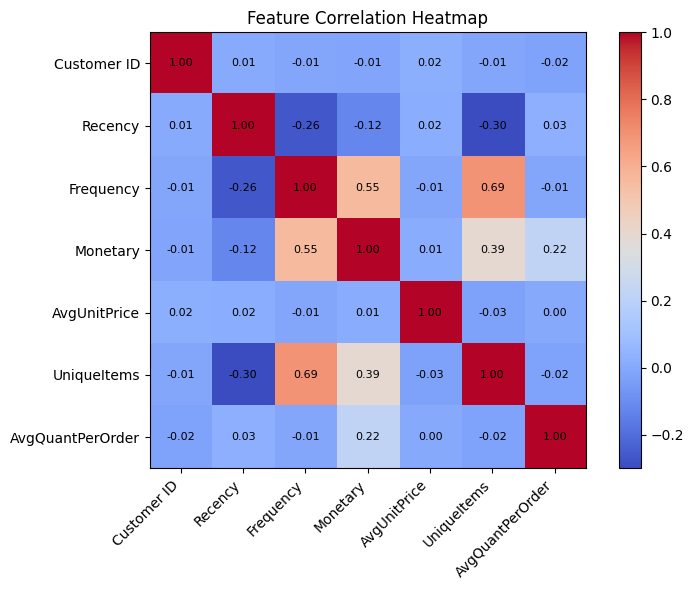 Feature Correlation Heatmap
Customer ID 1.00 0.01 -0.01 -0.01 0.02 -0.01 -0.02
Recency 0.01 1.00 -0.26 -0.12 0.02 -0.30 0.03
Frequency -0.01 -0.26 1.00 0.55 -0.01 0.69 -0.01
Monetary -0.01 -0.12 0.55 1.00 0.01 0.39 0.22
AvgUnitPrice 0.02 0.02 -0.01 0.01 1.00 -0.03 0.00
UniqueItems -0.01 -0.30 0.69 0.39 -0.03 1.00 -0.02
AvgQuantPerOrder -0.02 0.03 -0.01 0.22 0.00 -0.02 1.00
Customer ID
Recency
Frequency
Monetary
AvgUnitPrice
UniqueItems
AvgQuantPerOrder
1.0
0.8
0.6
0.4
0.2
0.0
−0.2